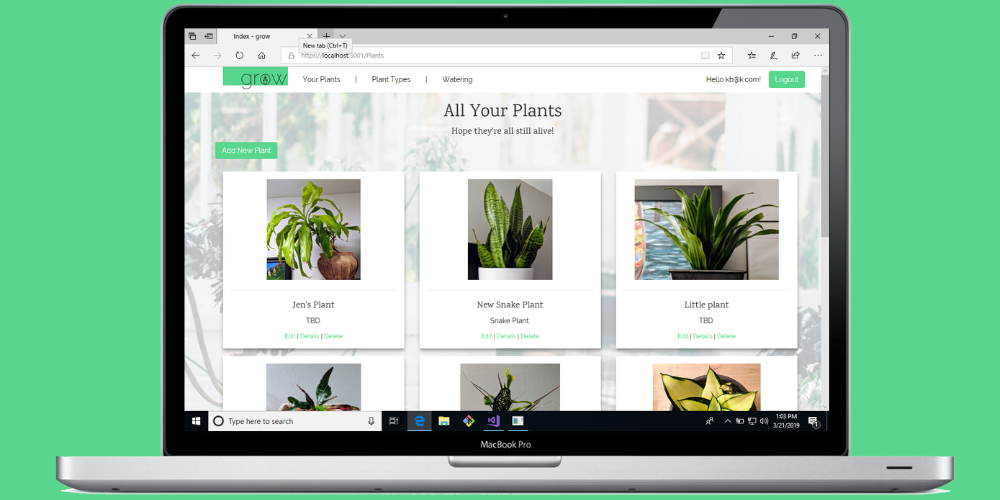 Index - grow
New tab (Ctrl+T)
https://localhost:5001/Plants
grow
Your Plants | Plant Types | Watering
Hello kb@k.com!
Logout
All Your Plants
Hope they're all still alive!
Add New Plant
Jen's Plant
TBD
Edit | Details | Delete
New Snake Plant
Snake Plant
Edit | Details | Delete
Little plant
TBD
Edit | Details | Delete
Type here to search
1:03 PM
3/21/2019
MacBook Pro